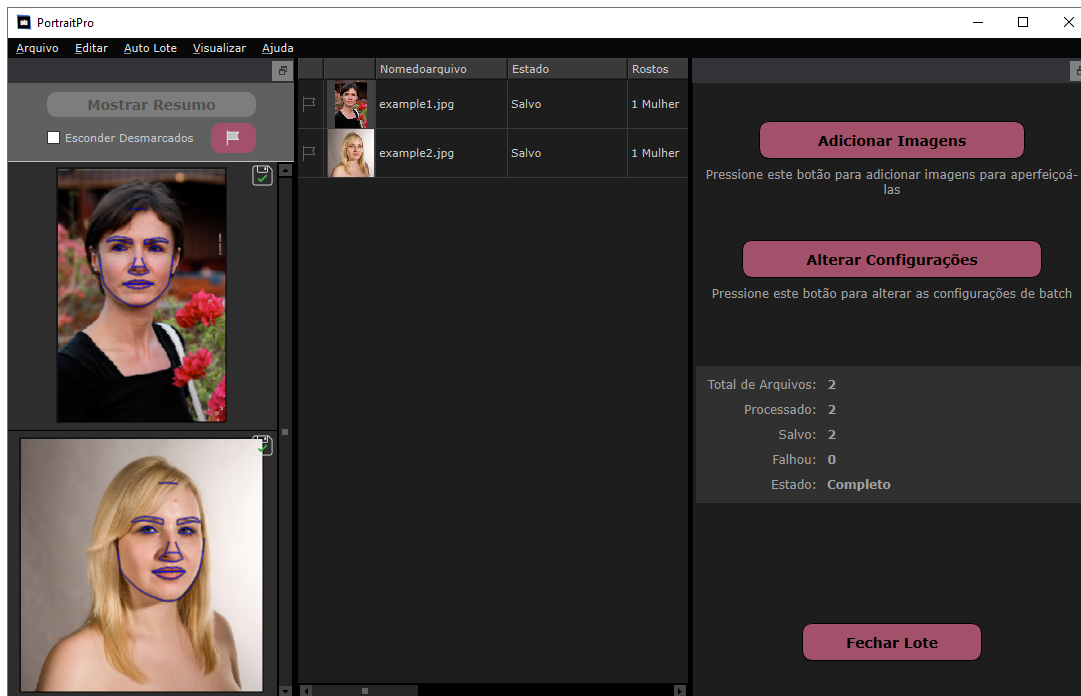 PortraitPro
Arquivo Editar Auto Lote Visualizar Ajuda
Mostrar Resumo
Esconder Desmarcados
Nomedoarquivo Estado Rostos
example1.jpg Salvo 1 Mulher
example2.jpg Salvo 1 Mulher
Adicionar Imagens
Pressione este botão para adicionar imagens para aperfeiçoá-
las
Alterar Configurações
Pressione este botão para alterar as configurações de batch
Total de Arquivos: 2
Processado: 2
Salvo: 2
Falhou: 0
Estado: Completo
Fechar Lote